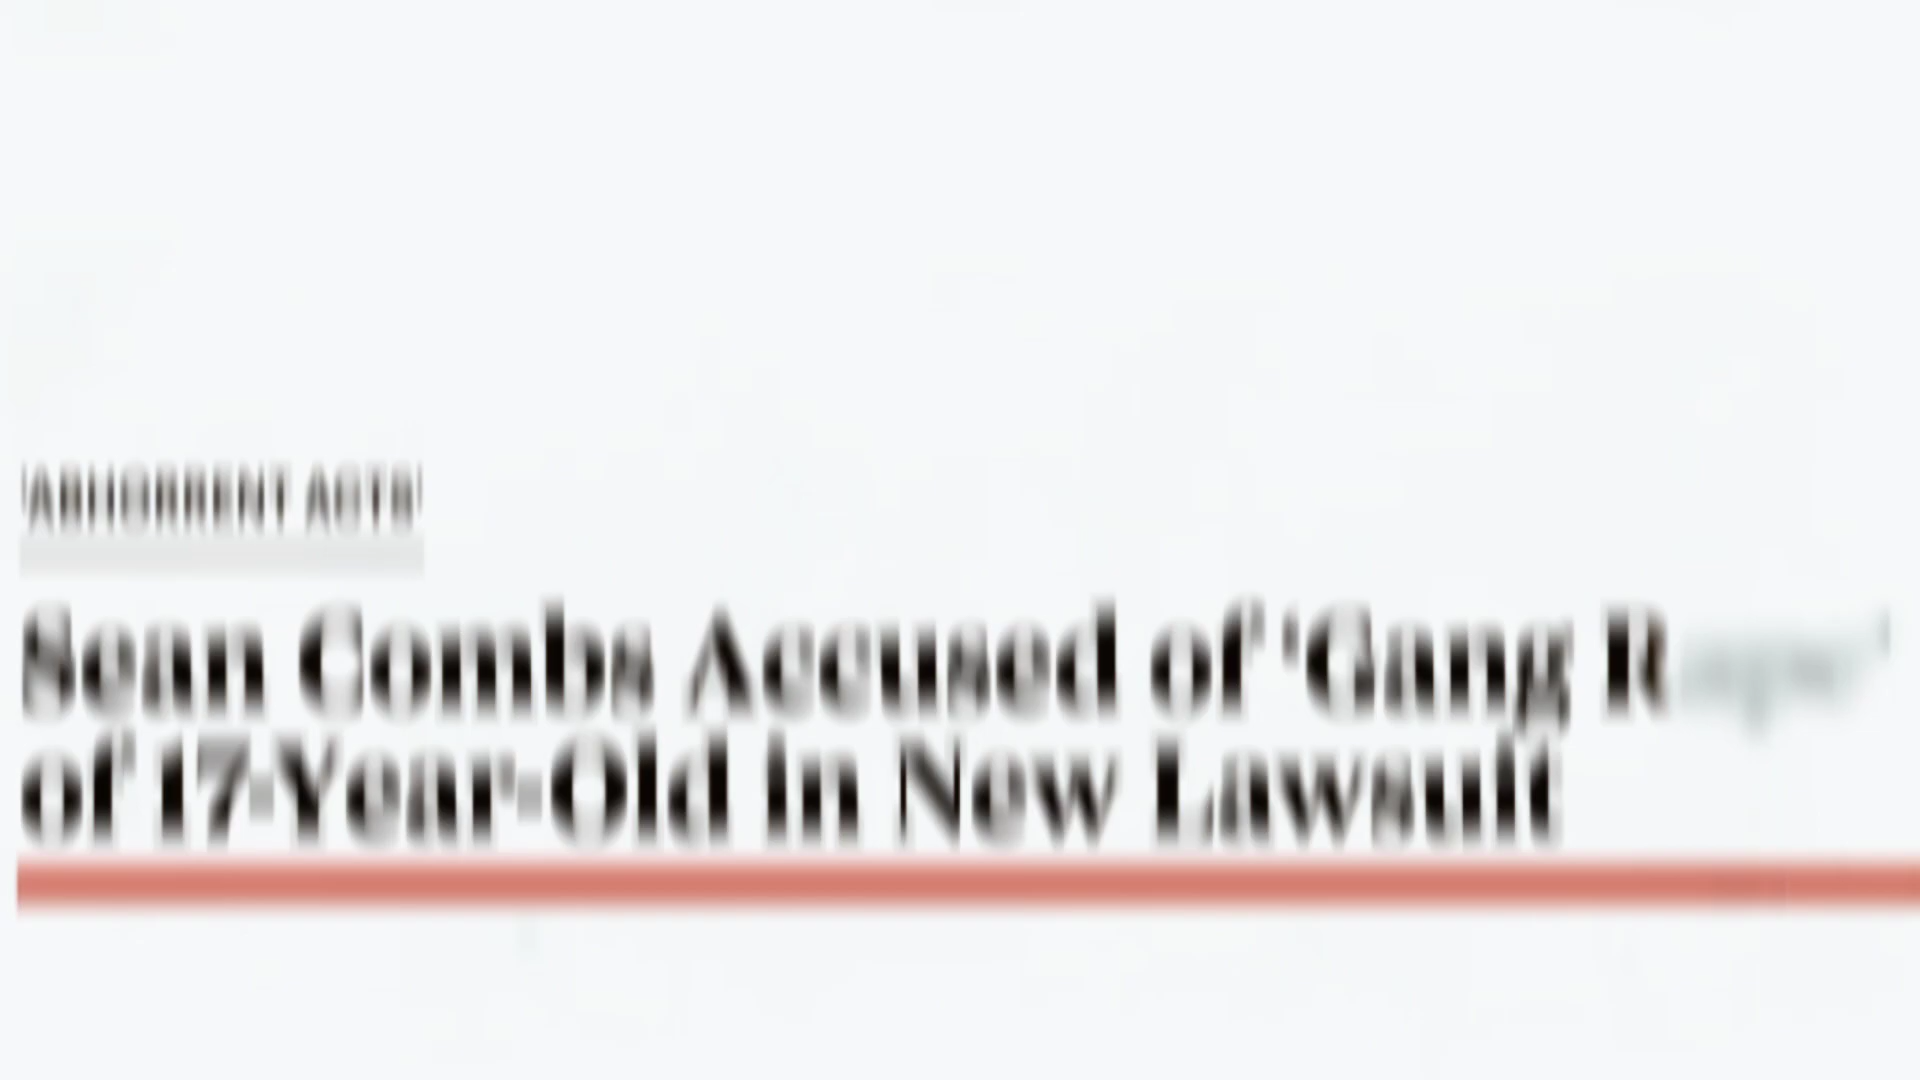 'ABHORRENT ACTS'
Sean Combs Accused of 'Gang R
of 17-Year-Old in New Lawsuit